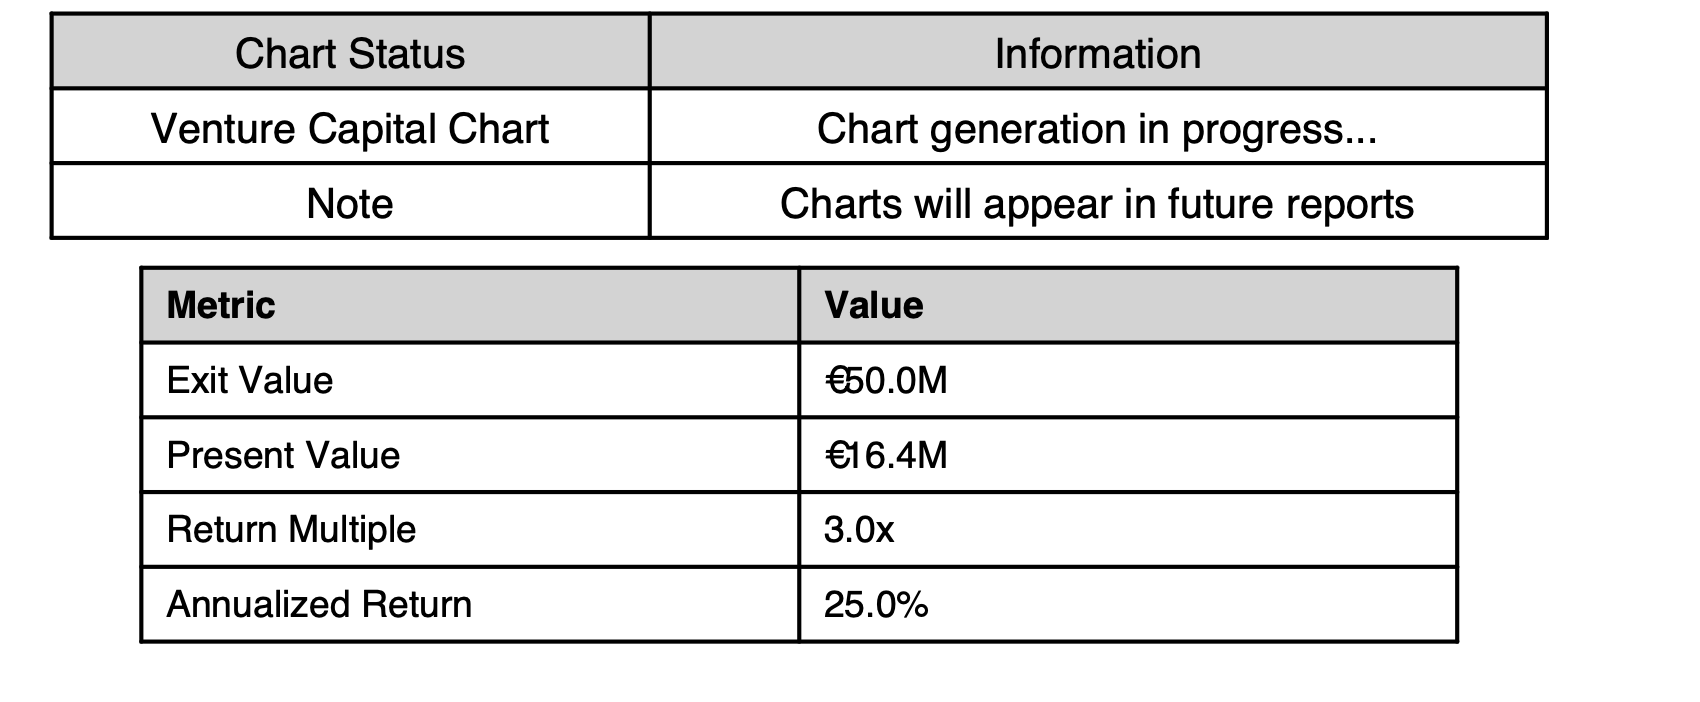 Chart Status Information
Venture Capital Chart Chart generation in progress...
Note Charts will appear in future reports
Metric Value
Exit Value €50.0M
Present Value €16.4M
Return Multiple 3.0x
Annualized Return 25.0%